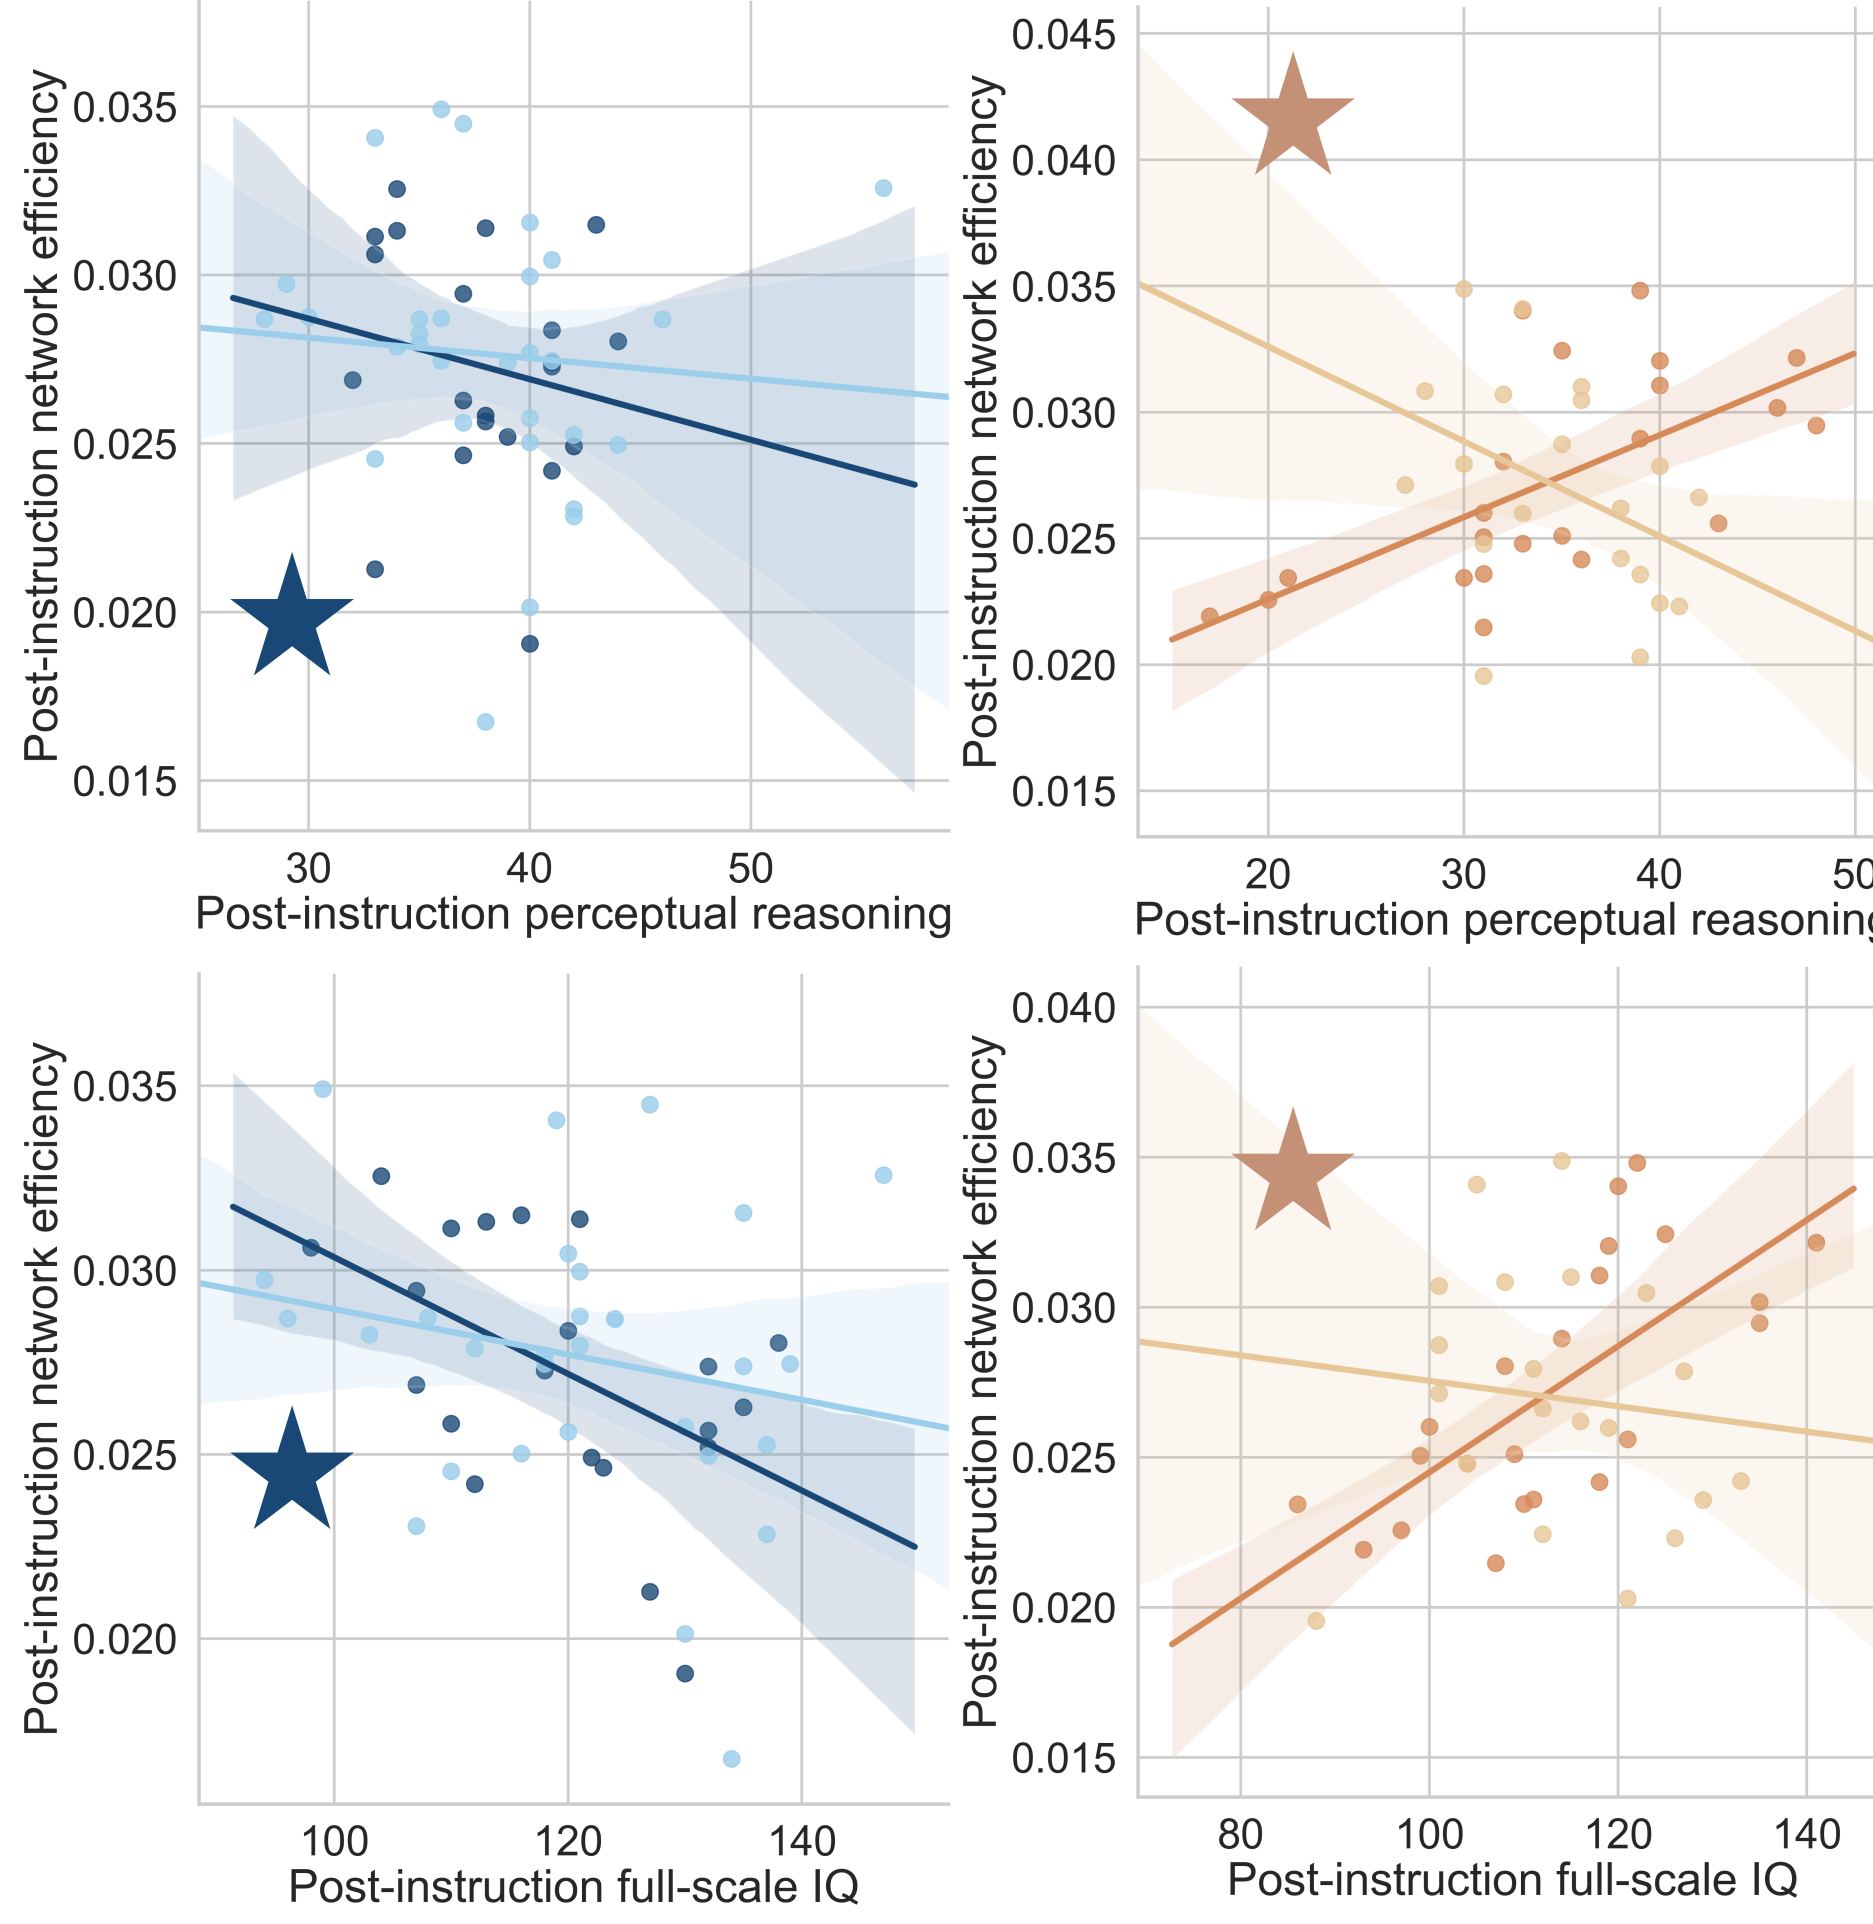 Post-instruction network efficiency
0.035
0.030
0.025
0.020
0.015
30 40 50
Post-instruction perceptual reasoning
Post-instruction network efficiency
0.045
0.040
0.035
0.030
0.025
0.020
0.015
20 30 40 50
Post-instruction perceptual reasoning
Post-instruction network efficiency
0.035
0.030
0.025
0.020
100 120 140
Post-instruction full-scale IQ
Post-instruction network efficiency
0.040
0.035
0.030
0.025
0.020
0.015
80 100 120 140
Post-instruction full-scale IQ